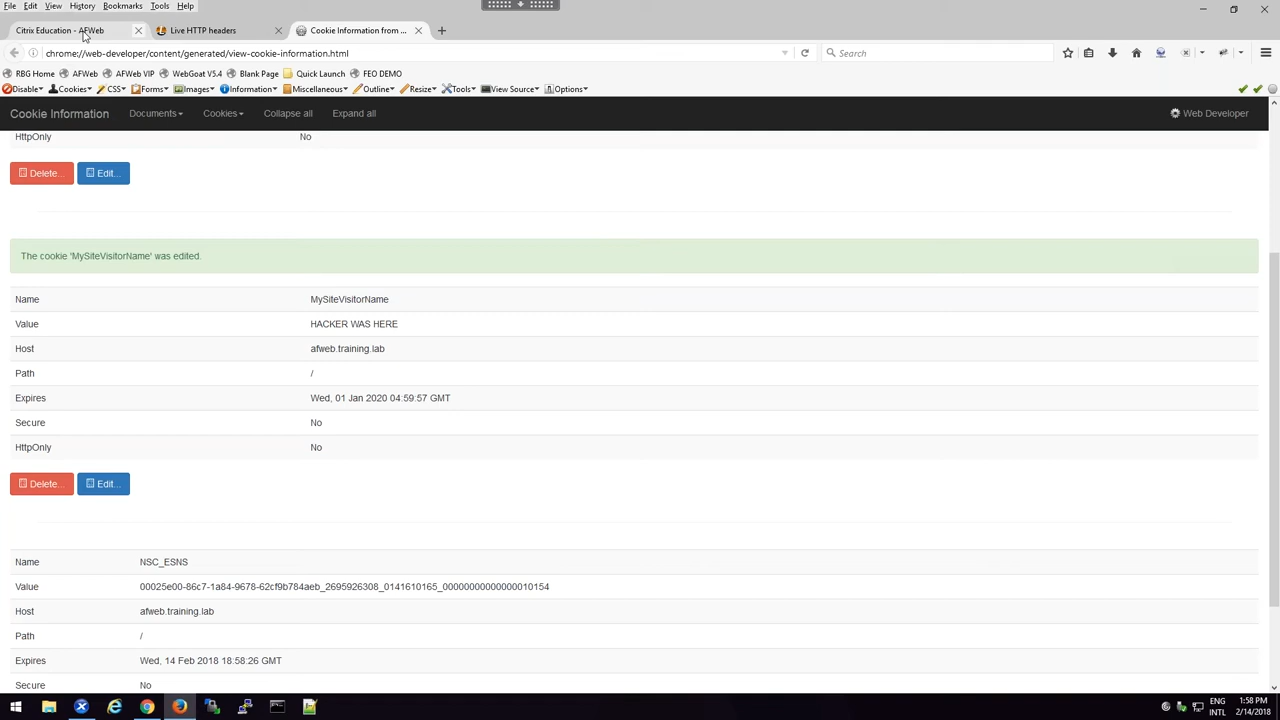 File Edit View History Bookmarks Tools Help
Citrix Education - AFWeb Live HTTP headers Cookie Information from ...
chrome://web-developer/content/generated/view-cookie-information.html Search
RBG Home AFWeb AFWeb VIP WebGoat V5.4 Blank Page Quick Launch FEO DEMO
Disable Cookies CSS Forms Images Information Miscellaneous Outline Resize Tools View Source Options
Cookie Information Documents Cookies Collapse all Expand all Web Developer
HttpOnly No
Delete... Edit...
The cookie 'MySiteVisitorName' was edited.
Name MySiteVisitorName
Value HACKER WAS HERE
Host afweb.training.lab
Path /
Expires Wed, 01 Jan 2020 04:59:57 GMT
Secure No
HttpOnly No
Delete... Edit...
Name NSC_ESNS
Value 00025e00-86c7-1a84-9678-62cf9b784aeb_2695926308_0141610165_00000000000000010154
Host afweb.training.lab
Path /
Expires Wed, 14 Feb 2018 18:58:26 GMT
Secure No
ENG 1:58 PM
INTL 2/14/2018